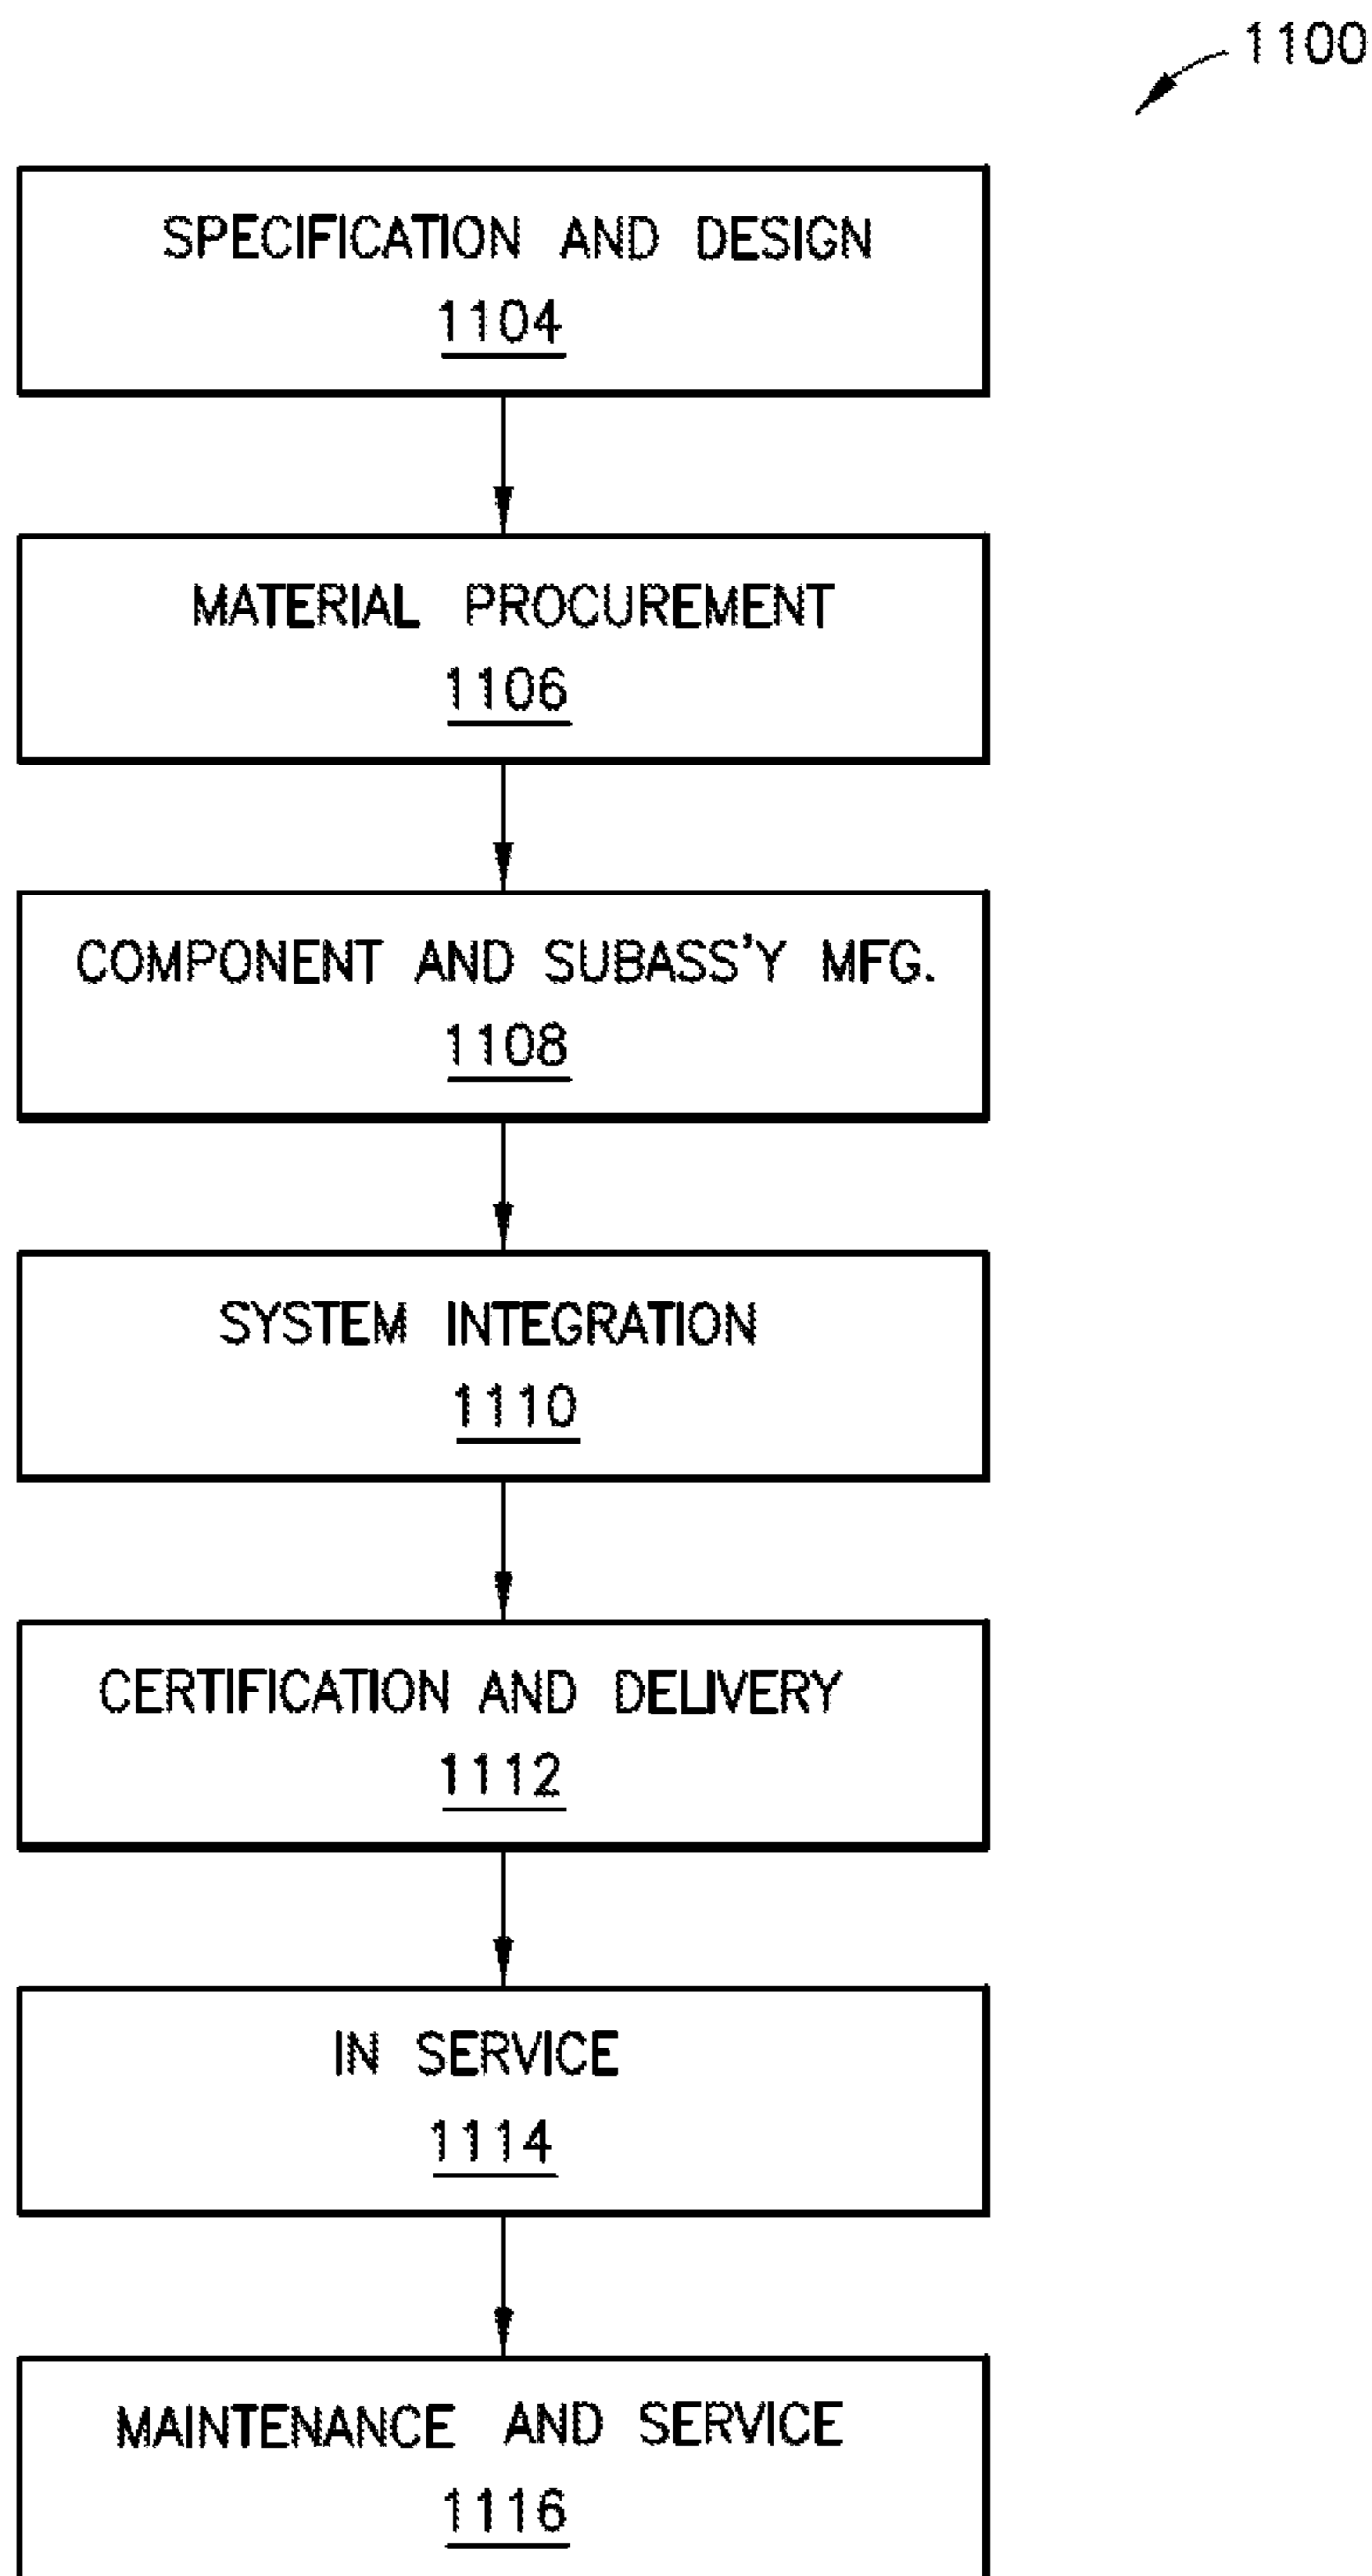 1100
SPECIFICATION AND DESIGN
1104
MATERIAL PROCUREMENT
1106
COMPONENT AND SUBASS'Y MFG.
1108
SYSTEM INTEGRATION
1110
CERTIFICATION AND DELIVERY
1112
IN SERVICE
1114
MAINTENANCE AND SERVICE
1116